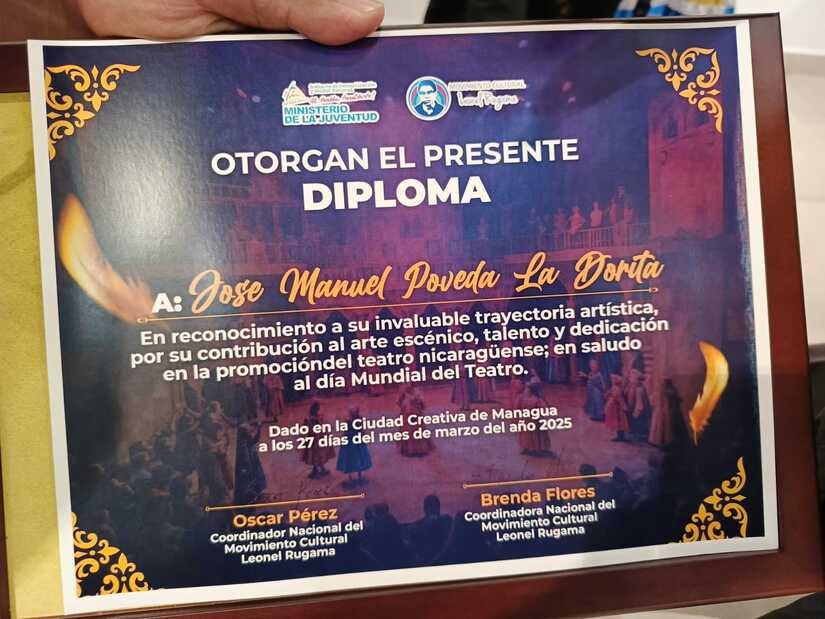 MINISTERIO
DE LA JUVENTUD
MOVIMIENTO CULTURAL
Leonel Rugama
OTORGAN EL PRESENTE
DIPLOMA
A: Jose Manuel Poveda La Dorita
En reconocimiento a su invaluable trayectoria artística,
por su contribución al arte escénico, talento y dedicación
en la promocióndel teatro nicaragüense; en saludo
al día Mundial del Teatro.
Dado en la Ciudad Creativa de Managua
a los 27 días del mes de marzo del año 2025
Oscar Pérez
Coordinador Nacional del
Movimiento Cultural
Leonel Rugama
Brenda Flores
Coordinadora Nacional del
Movimiento Cultural
Leonel Rugama